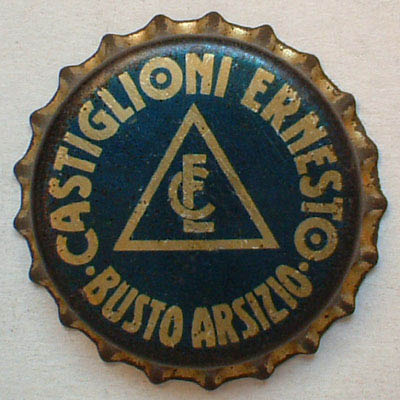 CASTIGLIONI ERNESTO
CE
· BUSTO ARSIZIO ·